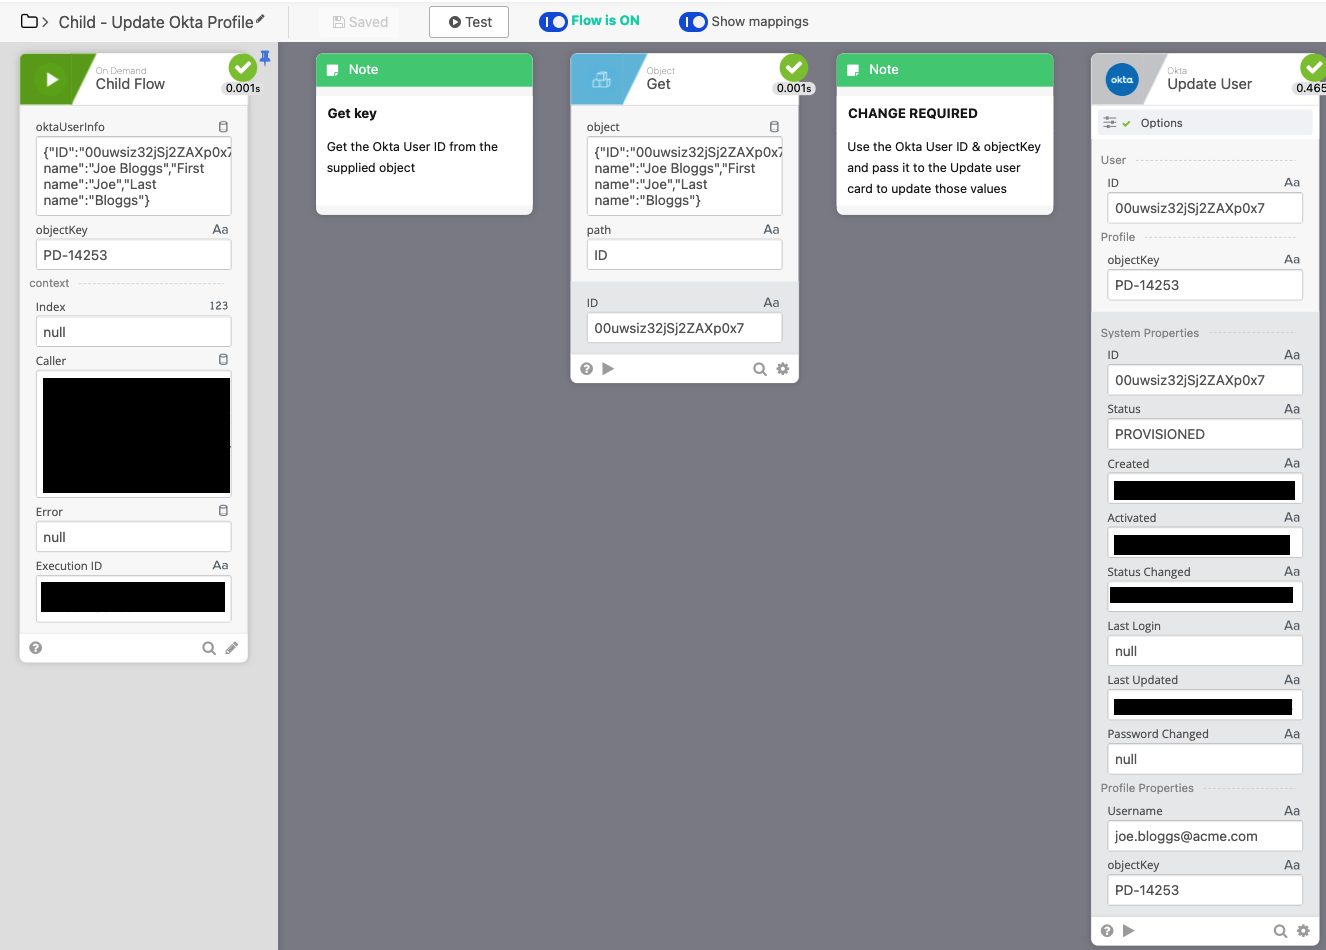 Child - Update Okta Profile
Saved
Test
Flow is ON
Show mappings
On Demand
Child Flow
0.001s
oktaUserInfo
{"ID":"00uwsiz32jSj2ZAXp0x7
name":"Joe Bloggs","First
name":"Joe","Last
name":"Bloggs"}
objectKey
Aa
PD-14253
context
Index
123
null
Caller
Error
null
Execution ID
Aa
Note
Get key
Get the Okta User ID from the
supplied object
Object
Get
0.001s
object
{"ID":"00uwsiz32jSj2ZAXp0x7
name":"Joe Bloggs","First
name":"Joe","Last
name":"Bloggs"}
path
Aa
ID
ID
Aa
00uwsiz32jSj2ZAXp0x7
Note
CHANGE REQUIRED
Use the Okta User ID & objectKey
and pass it to the Update user
card to update those values
okta
Okta
Update User
0.465
Options
User
ID
Aa
00uwsiz32jSj2ZAXp0x7
Profile
objectKey
Aa
PD-14253
System Properties
ID
Aa
00uwsiz32jSj2ZAXp0x7
Status
Aa
PROVISIONED
Created
Aa
Activated
Aa
Status Changed
Aa
Last Login
Aa
null
Last Updated
Aa
Password Changed
Aa
null
Profile Properties
Username
Aa
joe.bloggs@acme.com
objectKey
Aa
PD-14253